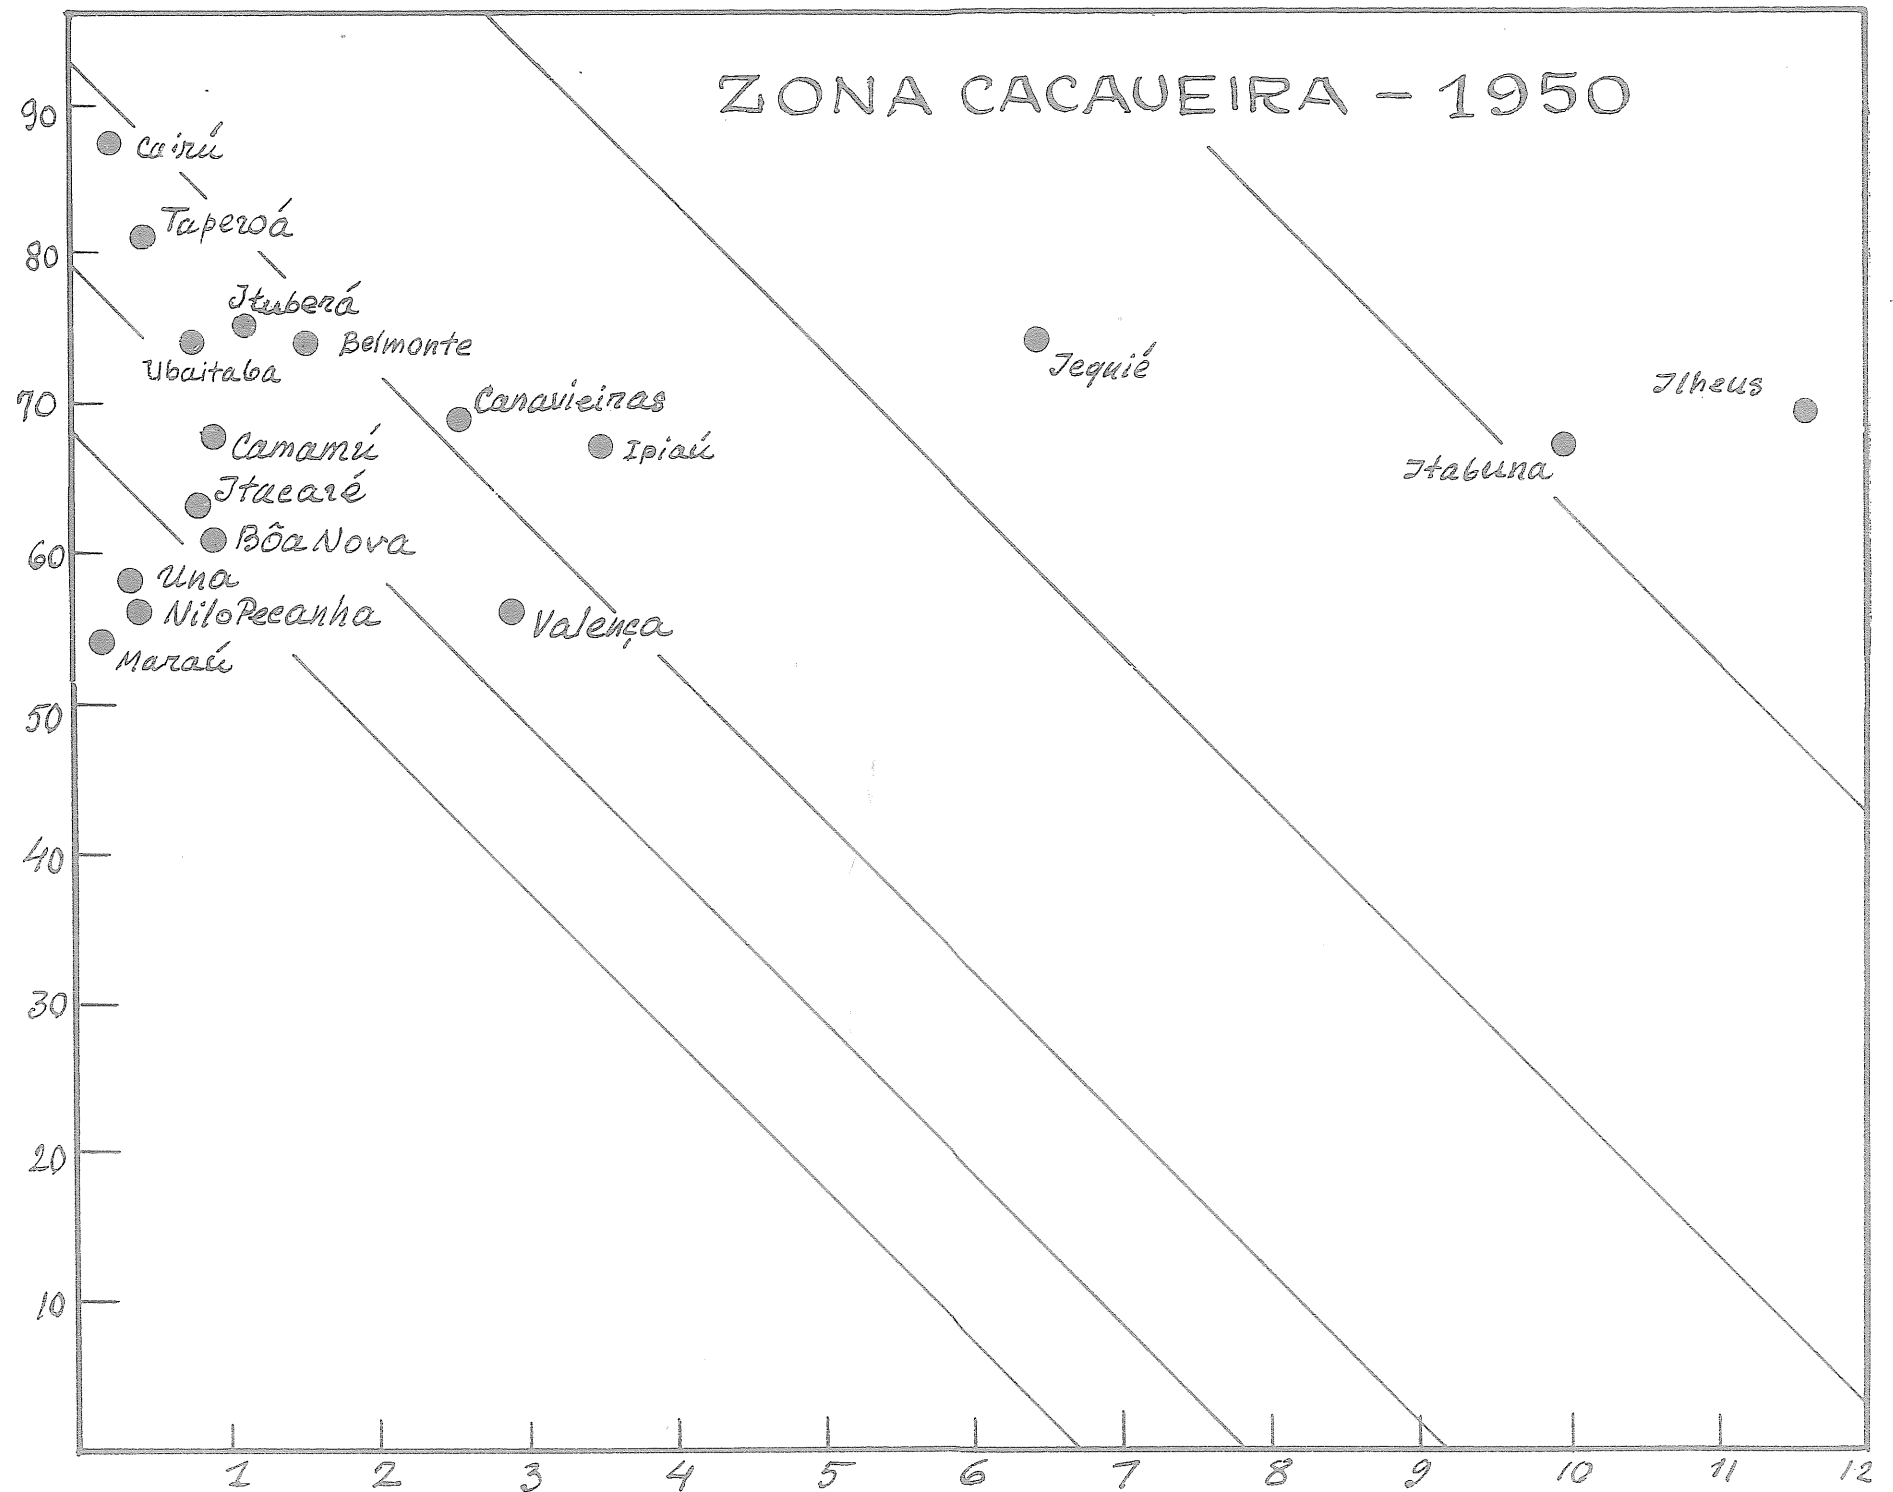 ZONA CACAUEIRA - 1950
90
Cairú
Taperoá
80
Ituberá
Belmonte
Ubaitaba
Jequié
Ilheus
70
Canavieiras
Camamú
Ipiaú
Itabuna
Itacaré
Bôa Nova
60
Una
Nilo Pecanha
Valença
Maraú
50
40
30
20
10
1 2 3 4 5 6 7 8 9 10 11 12